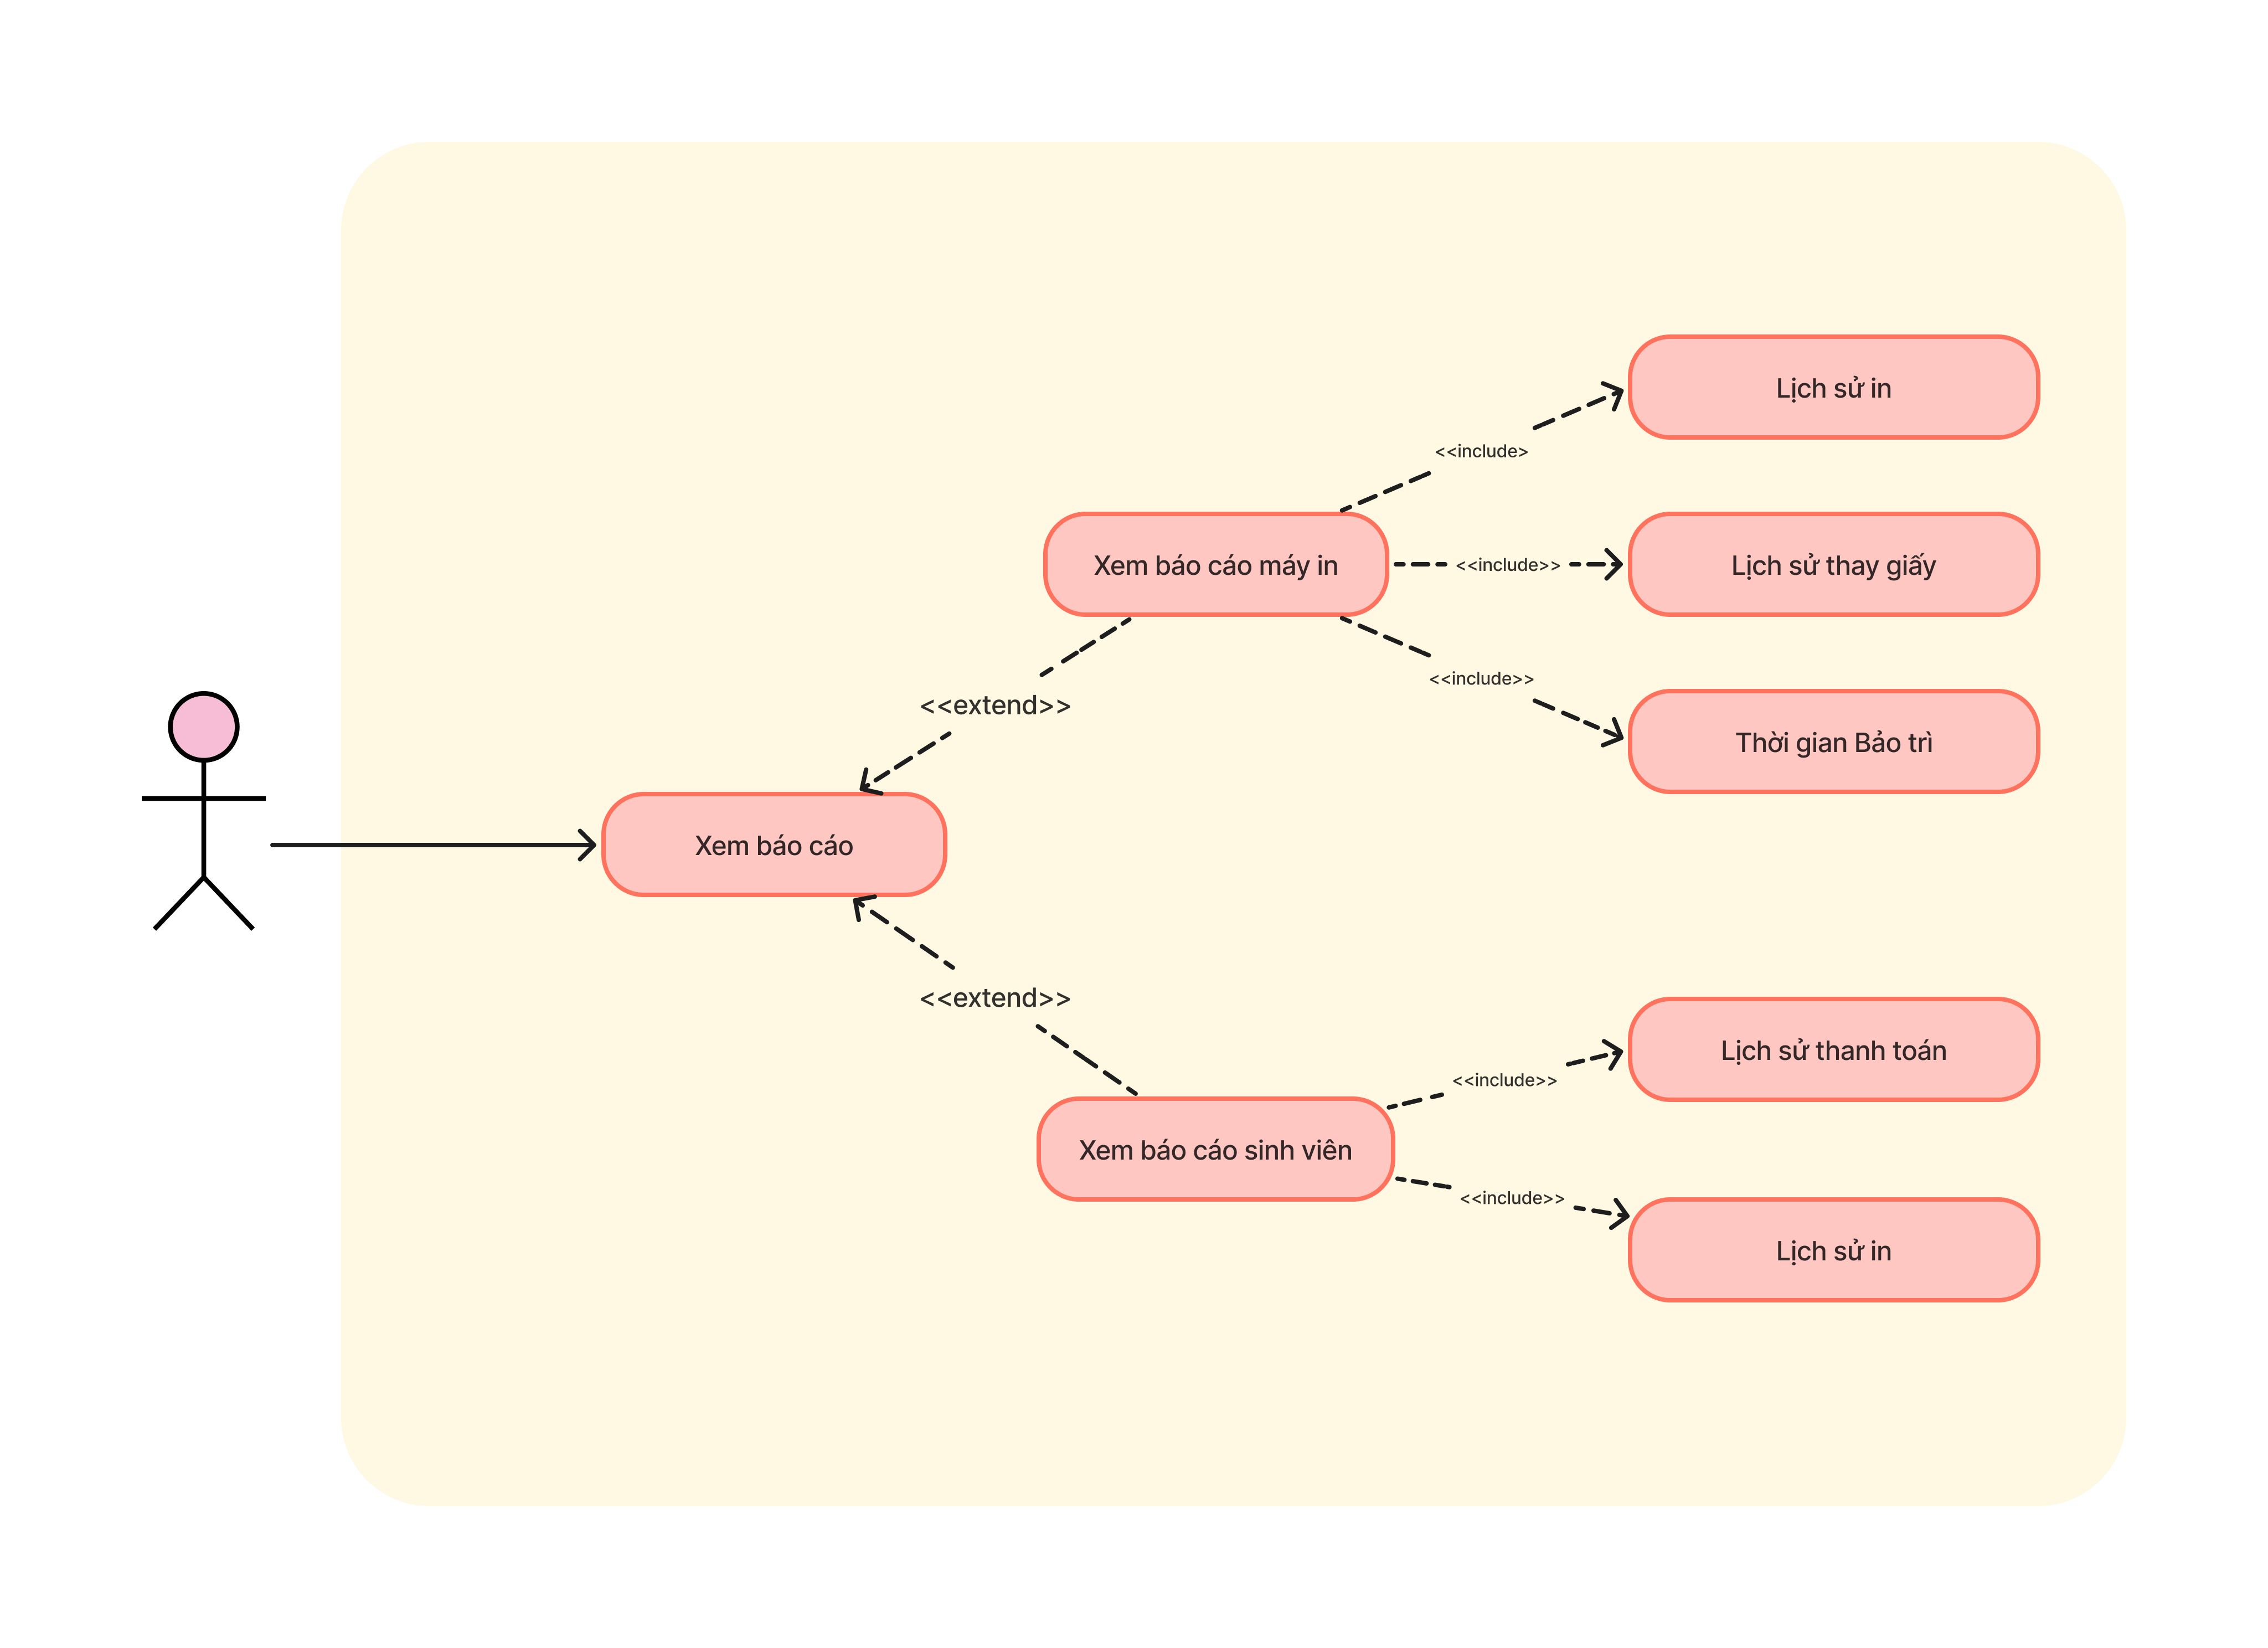 Lịch sử in
<<include>
Xem báo cáo máy in
<<include>>
Lịch sử thay giấy
<<include>>
<<extend>>
Thời gian Bảo trì
Xem báo cáo
<<extend>>
Lịch sử thanh toán
<<include>>
Xem báo cáo sinh viên
<<include>>
Lịch sử in